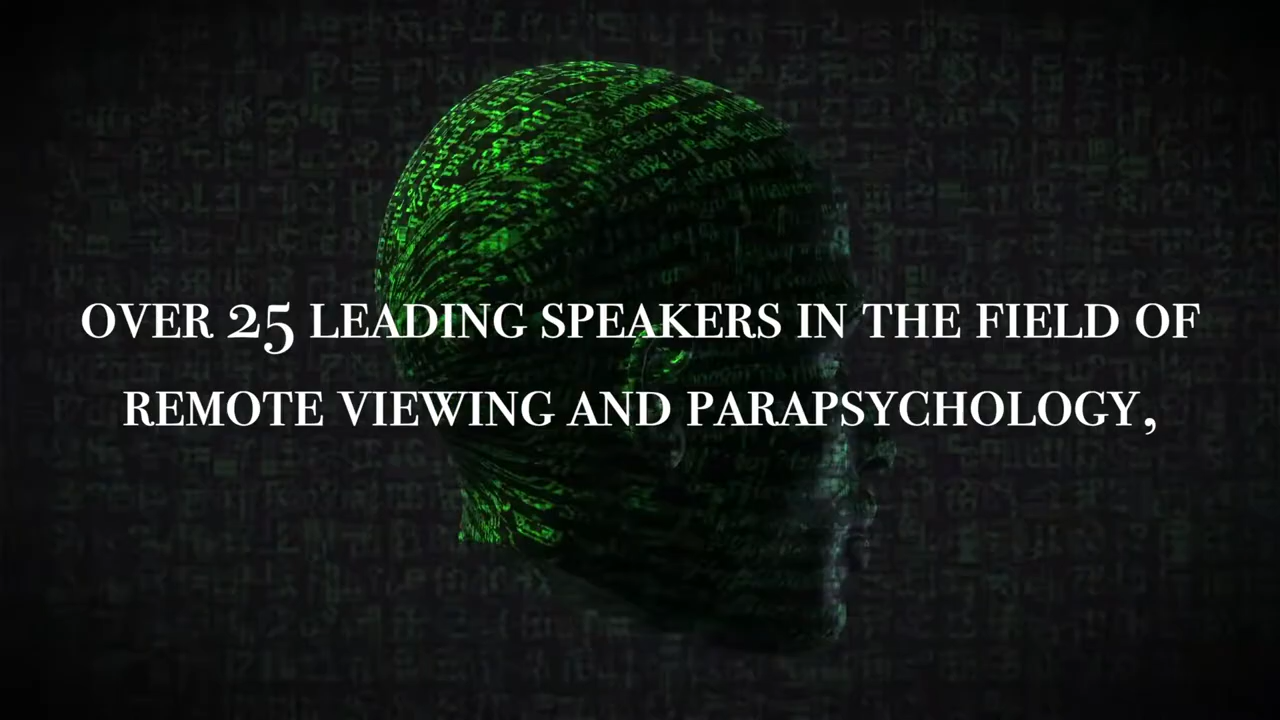 OVER 25 LEADING SPEAKERS IN THE FIELD OF
REMOTE VIEWING AND PARAPSYCHOLOGY,